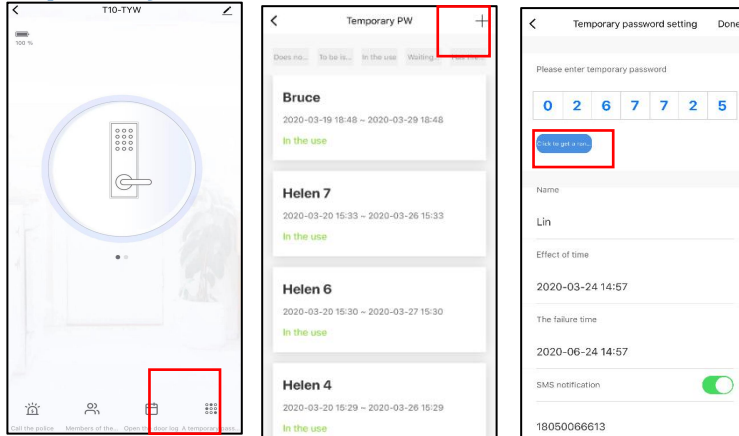 T10-TYW
100 %
Call the police Members of the... Open the door log A temporary pass...
Temporary PW
Does no... To be is... In the use Waiting...
Bruce
2020-03-19 18:48 ~ 2020-03-29 18:48
In the use
Helen 7
2020-03-20 15:33 ~ 2020-03-26 15:33
In the use
Helen 6
2020-03-20 15:30 ~ 2020-03-27 15:30
In the use
Helen 4
2020-03-20 15:29 ~ 2020-03-26 15:29
In the use
Temporary password setting Done
Please enter temporary password
0 2 6 7 7 2 5
Click to get a ran...
Name
Lin
Effect of time
2020-03-24 14:57
The failure time
2020-06-24 14:57
SMS notification
18050066613